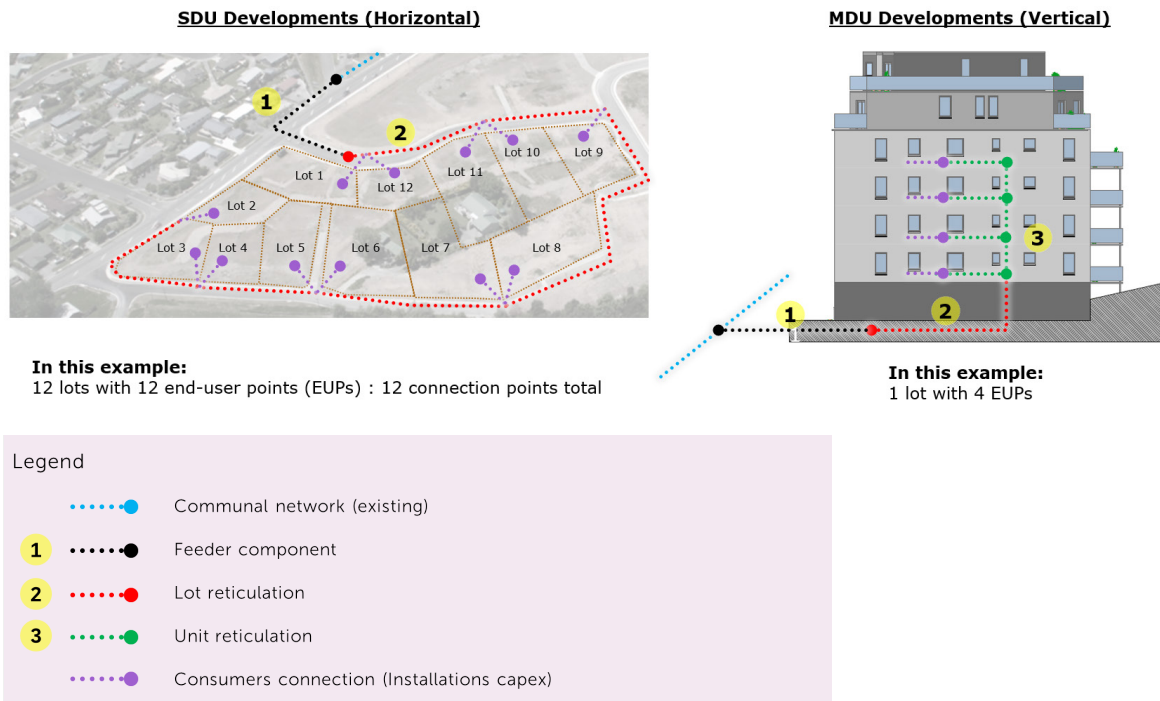 SDU Developments (Horizontal)
MDU Developments (Vertical)
1
2
Lot 1
Lot 2
Lot 3
Lot 4
Lot 5
Lot 6
Lot 7
Lot 8
Lot 9
Lot 10
Lot 11
Lot 12
3
2
1
1
In this example:
12 lots with 12 end-user points (EUPs) : 12 connection points total
In this example:
1 lot with 4 EUPs
Legend
Communal network (existing)
1 Feeder component
2 Lot reticulation
3 Unit reticulation
Consumers connection (Installations capex)